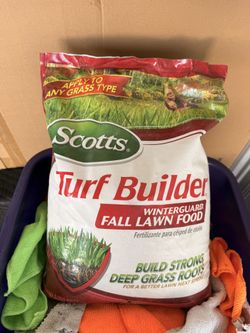 APPLY TO
ANY GRASS TYPE
Scotts
Turf Builder
WINTERGUARD
FALL LAWN FOOD
Fertilizante para césped de otoño
BUILD STRONG,
DEEP GRASS ROOTS
FOR A BETTER LAWN NEXT SPRING